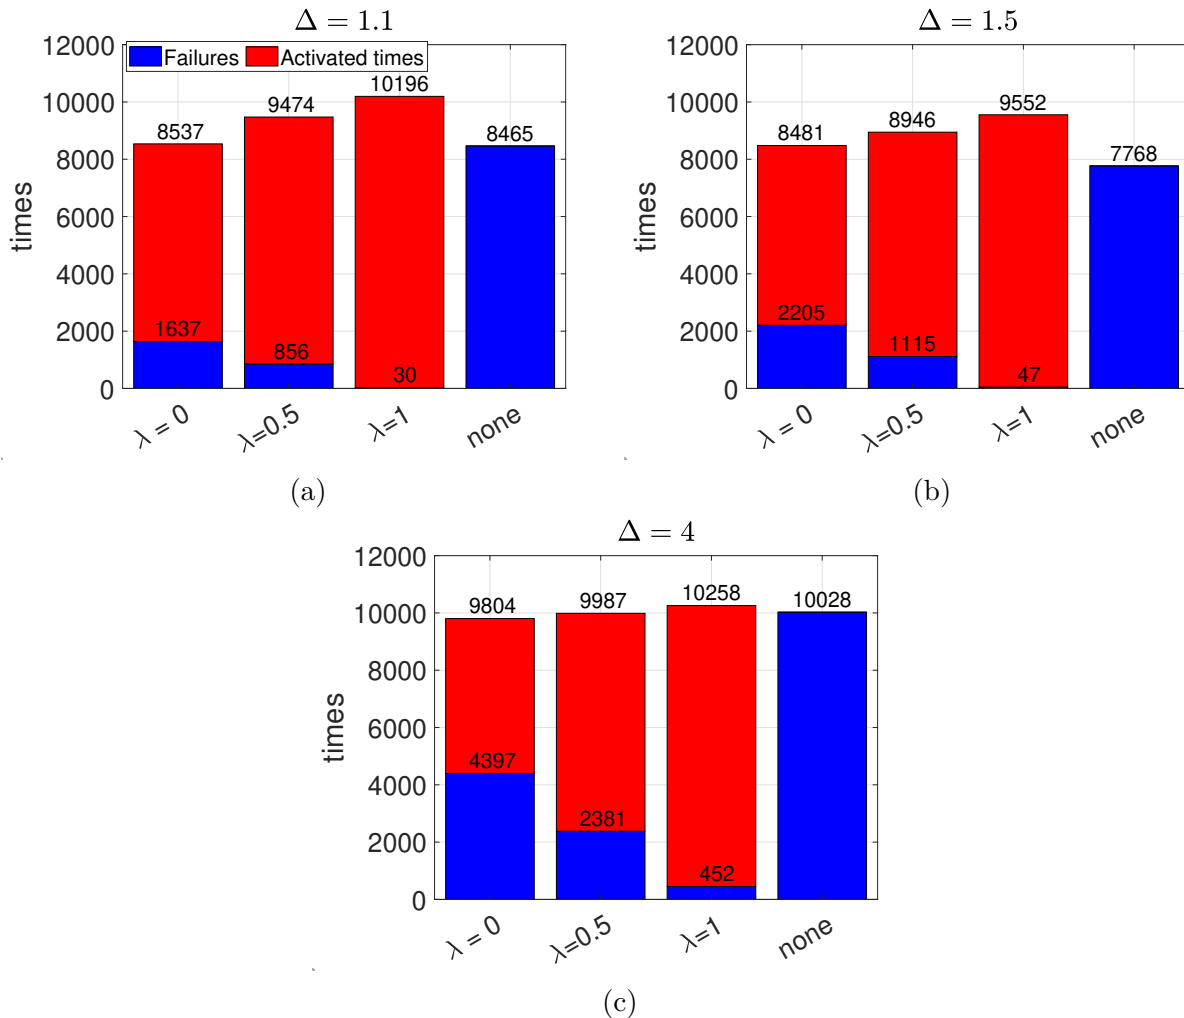 Δ = 1.1
12000
10000
8000
6000
4000
2000
0
times
Failures
Activated times
8537
9474
10196
8465
1637
856
30
λ = 0
λ=0.5
λ=1
none
(a)
Δ = 1.5
12000
10000
8000
6000
4000
2000
0
times
8481
8946
9552
7768
2205
1115
47
λ = 0
λ=0.5
λ=1
none
(b)
Δ = 4
12000
10000
8000
6000
4000
2000
0
times
9804
9987
10258
10028
4397
2381
452
λ = 0
λ=0.5
λ=1
none
(c)